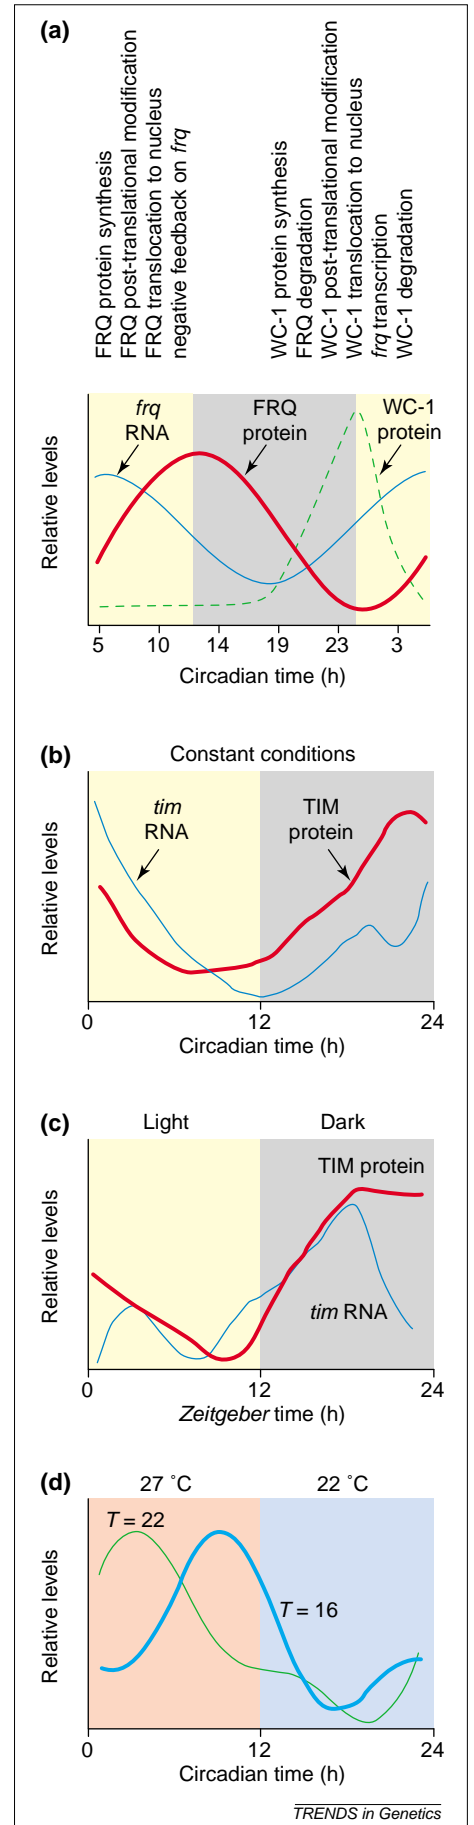 (a)
FRQ protein synthesis
FRQ post-translational modification
FRQ translocation to nucleus
negative feedback on frq
WC-1 protein synthesis
FRQ degradation
WC-1 post-translational modification
WC-1 translocation to nucleus
frq transcription
WC-1 degradation
frq
RNA
FRQ
protein
WC-1
protein
Relative levels
5 10 14 19 23 3
Circadian time (h)
(b)
Constant conditions
tim
RNA
TIM
protein
Relative levels
0 12 24
Circadian time (h)
(c)
Light Dark
TIM protein
tim RNA
Relative levels
0 12 24
Zeitgeber time (h)
(d)
27 ˚C 22 ˚C
T = 22
T = 16
Relative levels
0 12 24
Circadian time (h)
TRENDS in Genetics